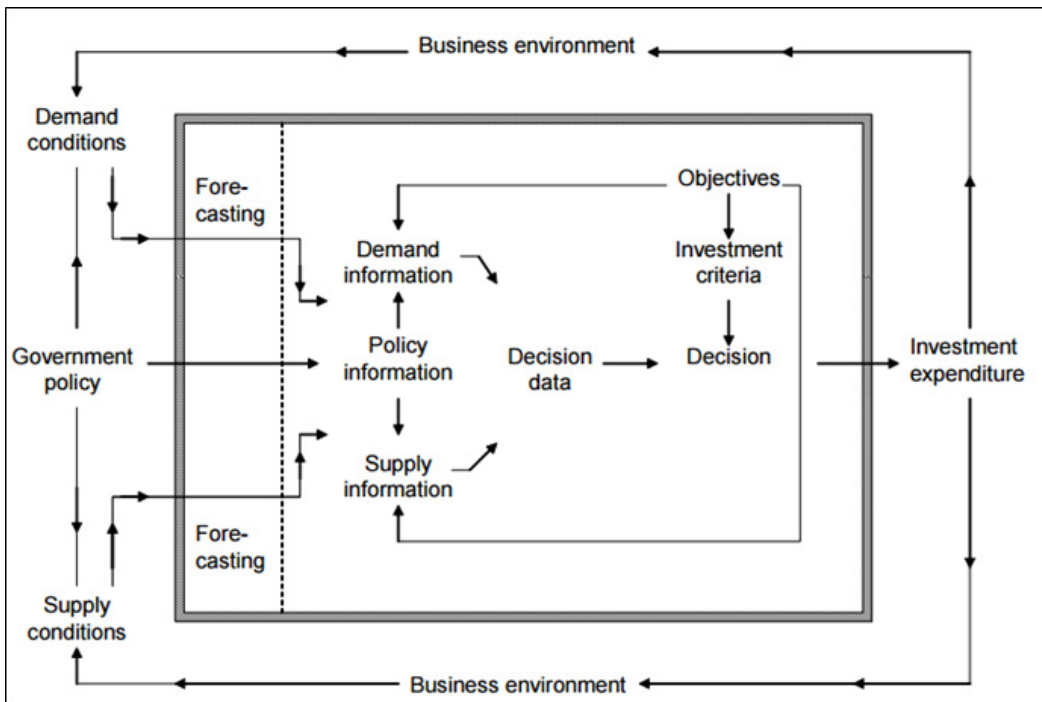 Business environment
Demand
conditions
Fore-
casting
Objectives
Demand
information
Investment
criteria
Government
policy
Policy
information
Decision
data
Decision
Investment
expenditure
Supply
information
Fore-
casting
Supply
conditions
Business environment